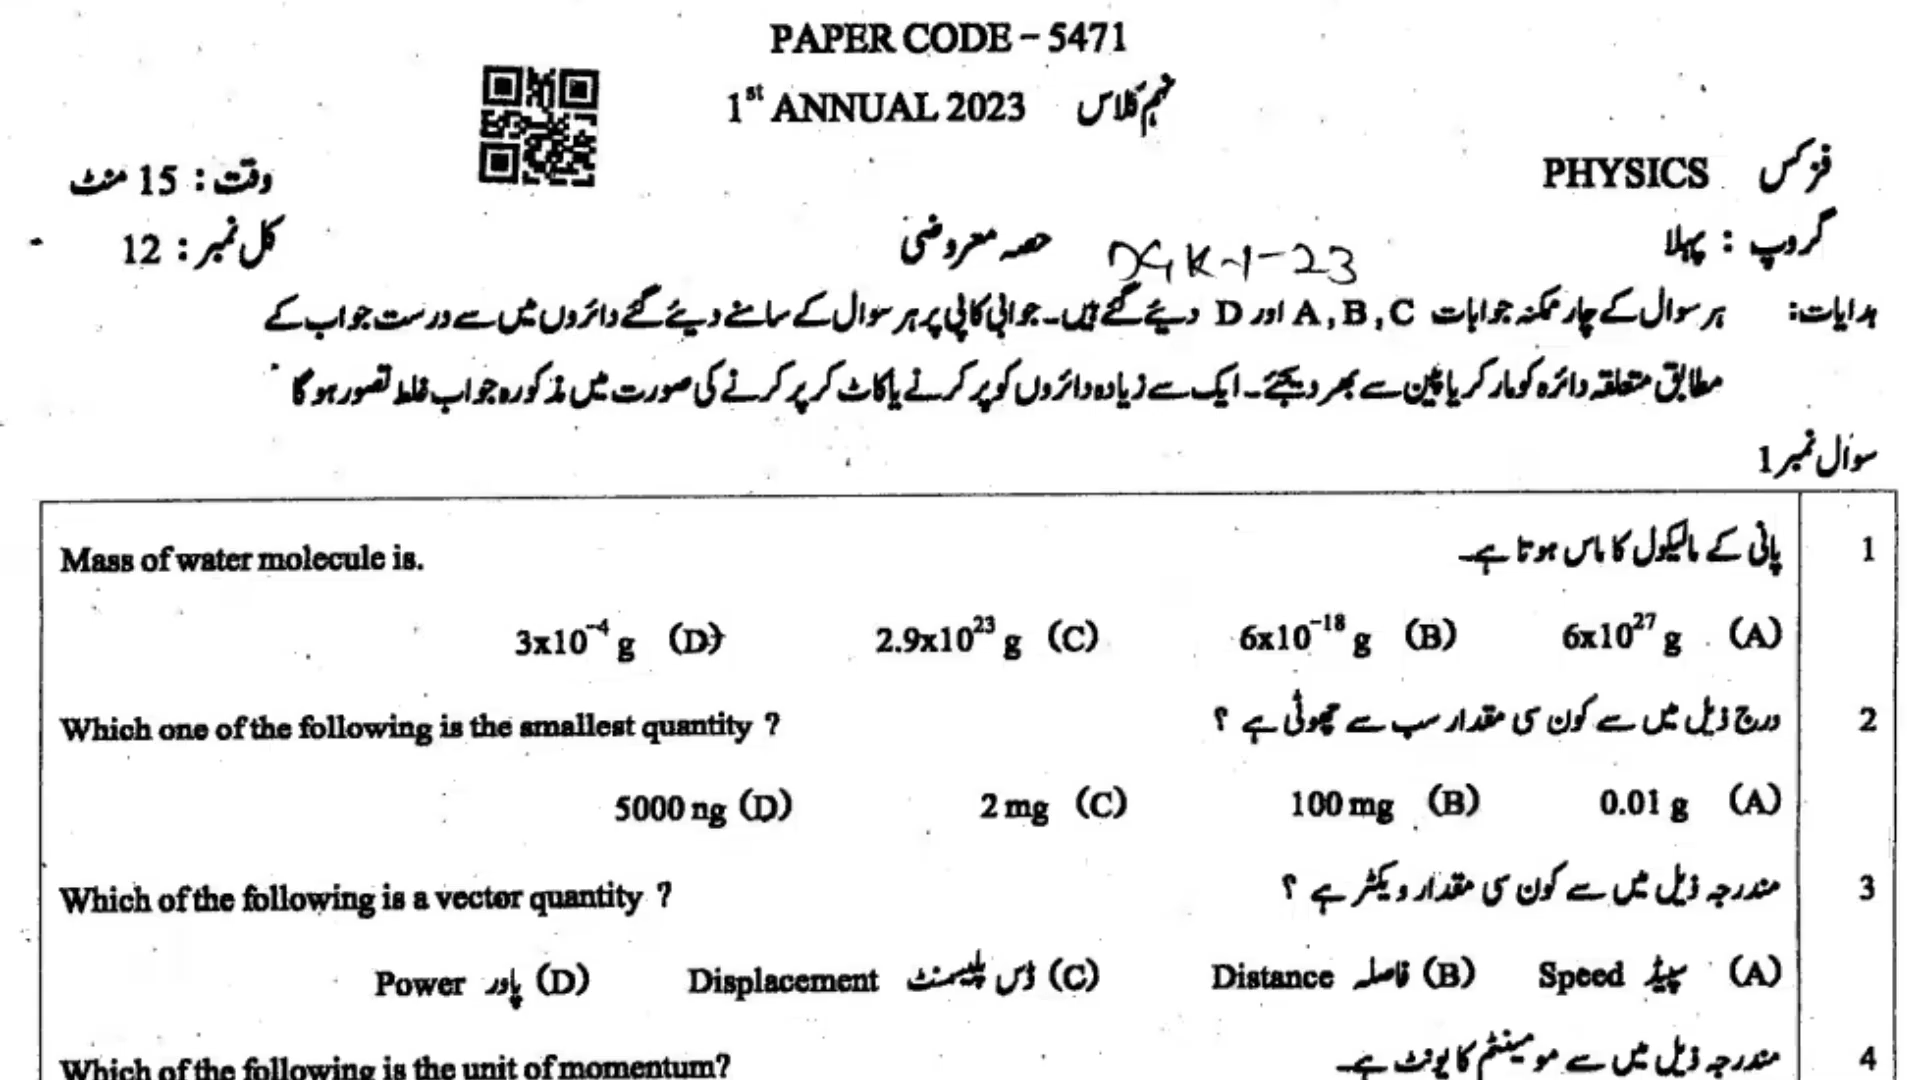 PAPER CODE – 5471
1st ANNUAL 2023 نہم کلاس
PHYSICS فزکس
وقت : 15 منٹ
گروپ : پہلا
حصہ معروضی DGK-1-23
کل نمبر : 12
ہدایات: ہر سوال کے چار ممکنہ جوابات A , B , C اور D دیئے گئے ہیں۔ جوابی کاپی پر ہر سوال کے سامنے دیئے گئے دائروں میں سے درست جواب کے
مطابق متعلقہ دائرہ کو مارکر یا پین سے بھر دیجئے۔ ایک سے زیادہ دائروں کو پر کرنے یا کاٹ کر پر کرنے کی صورت میں مذکورہ جواب غلط تصور ہو گا
سوال نمبر 1
1 پانی کے مالیکول کا ماس ہوتا ہے۔ Mass of water molecule is.
(A) 6x10^27 g (B) 6x10^-18 g (C) 2.9x10^23 g (D) 3x10^-4 g
2 درج ذیل میں سے کون سی مقدار سب سے چھوٹی ہے ؟ Which one of the following is the smallest quantity ?
(A) 0.01 g (B) 100 mg (C) 2 mg (D) 5000 ng
3 مندرجہ ذیل میں سے کون سی مقدار ویکٹر ہے ؟ Which of the following is a vector quantity ?
(A) سپیڈ Speed (B) فاصلہ Distance (C) ڈس پلیسمنٹ Displacement (D) پاور Power
4 مندرجہ ذیل میں سے مومینٹم کا یونٹ ہے۔ Which of the following is the unit of momentum?